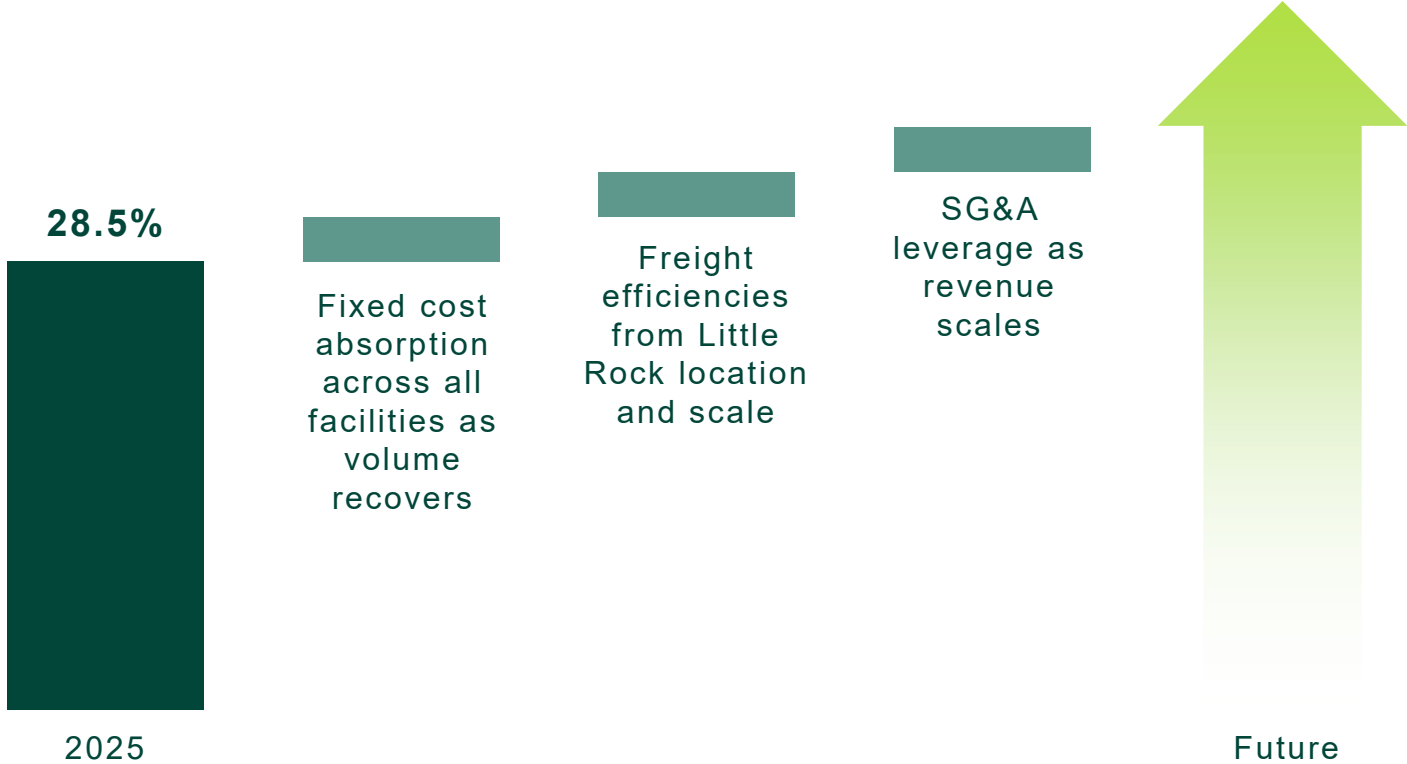 28.5%
2025
Fixed cost
absorption
across all
facilities as
volume
recovers
Freight
efficiencies
from Little
Rock location
and scale
SG&A
leverage as
revenue
scales
Future